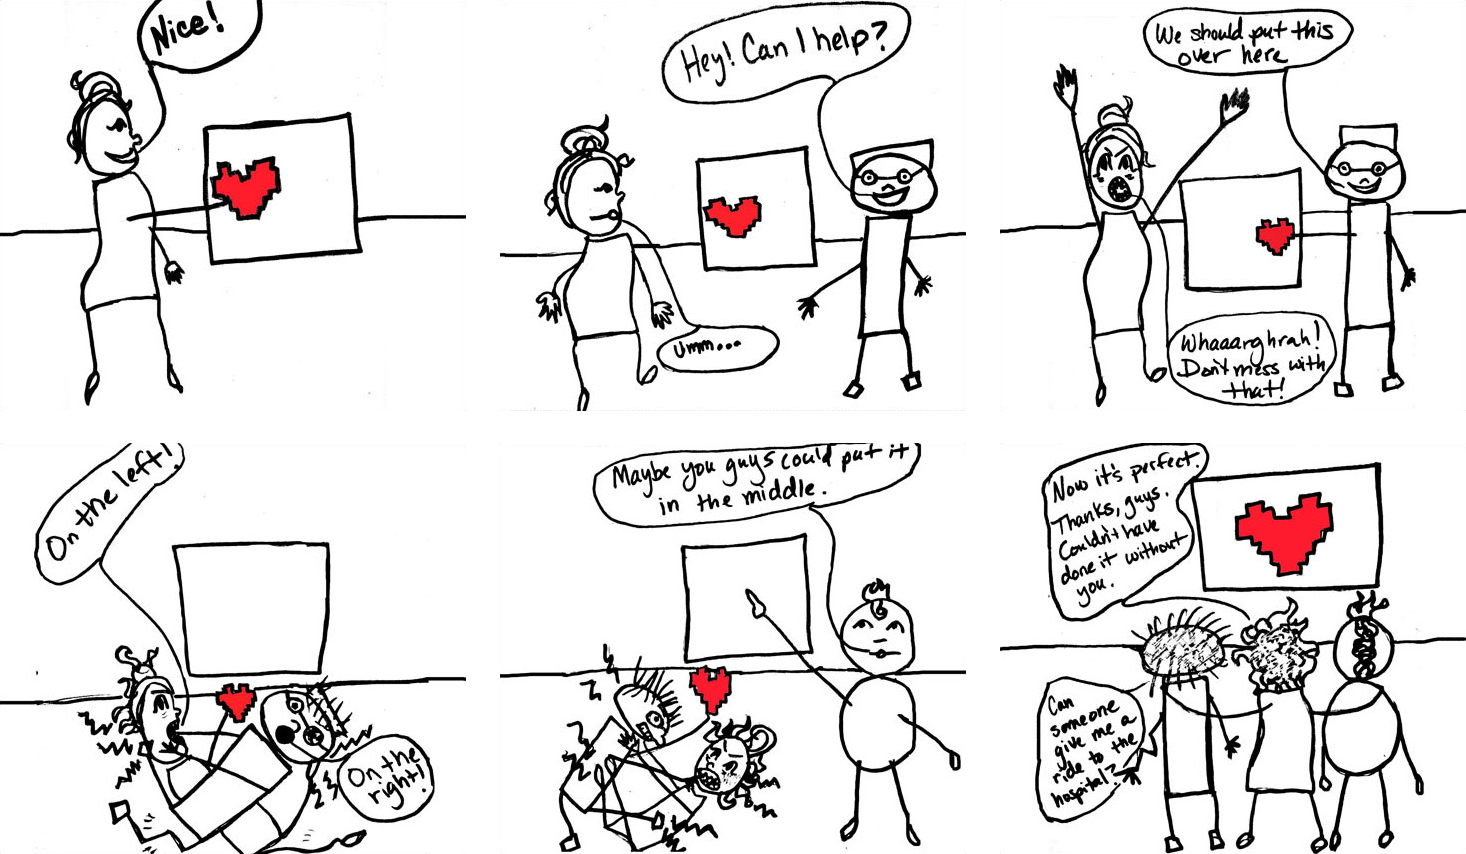 Nice!
Hey! Can I help?
Umm...
We should put this
over here
Whaaarghrah!
Don't mess with
that!
On the left!
On the
right!
Maybe you guys could put it
in the middle.
Now it's perfect.
Thanks, guys.
Couldn't have
done it without
you.
Can
someone
give me a
ride to the
hospital?